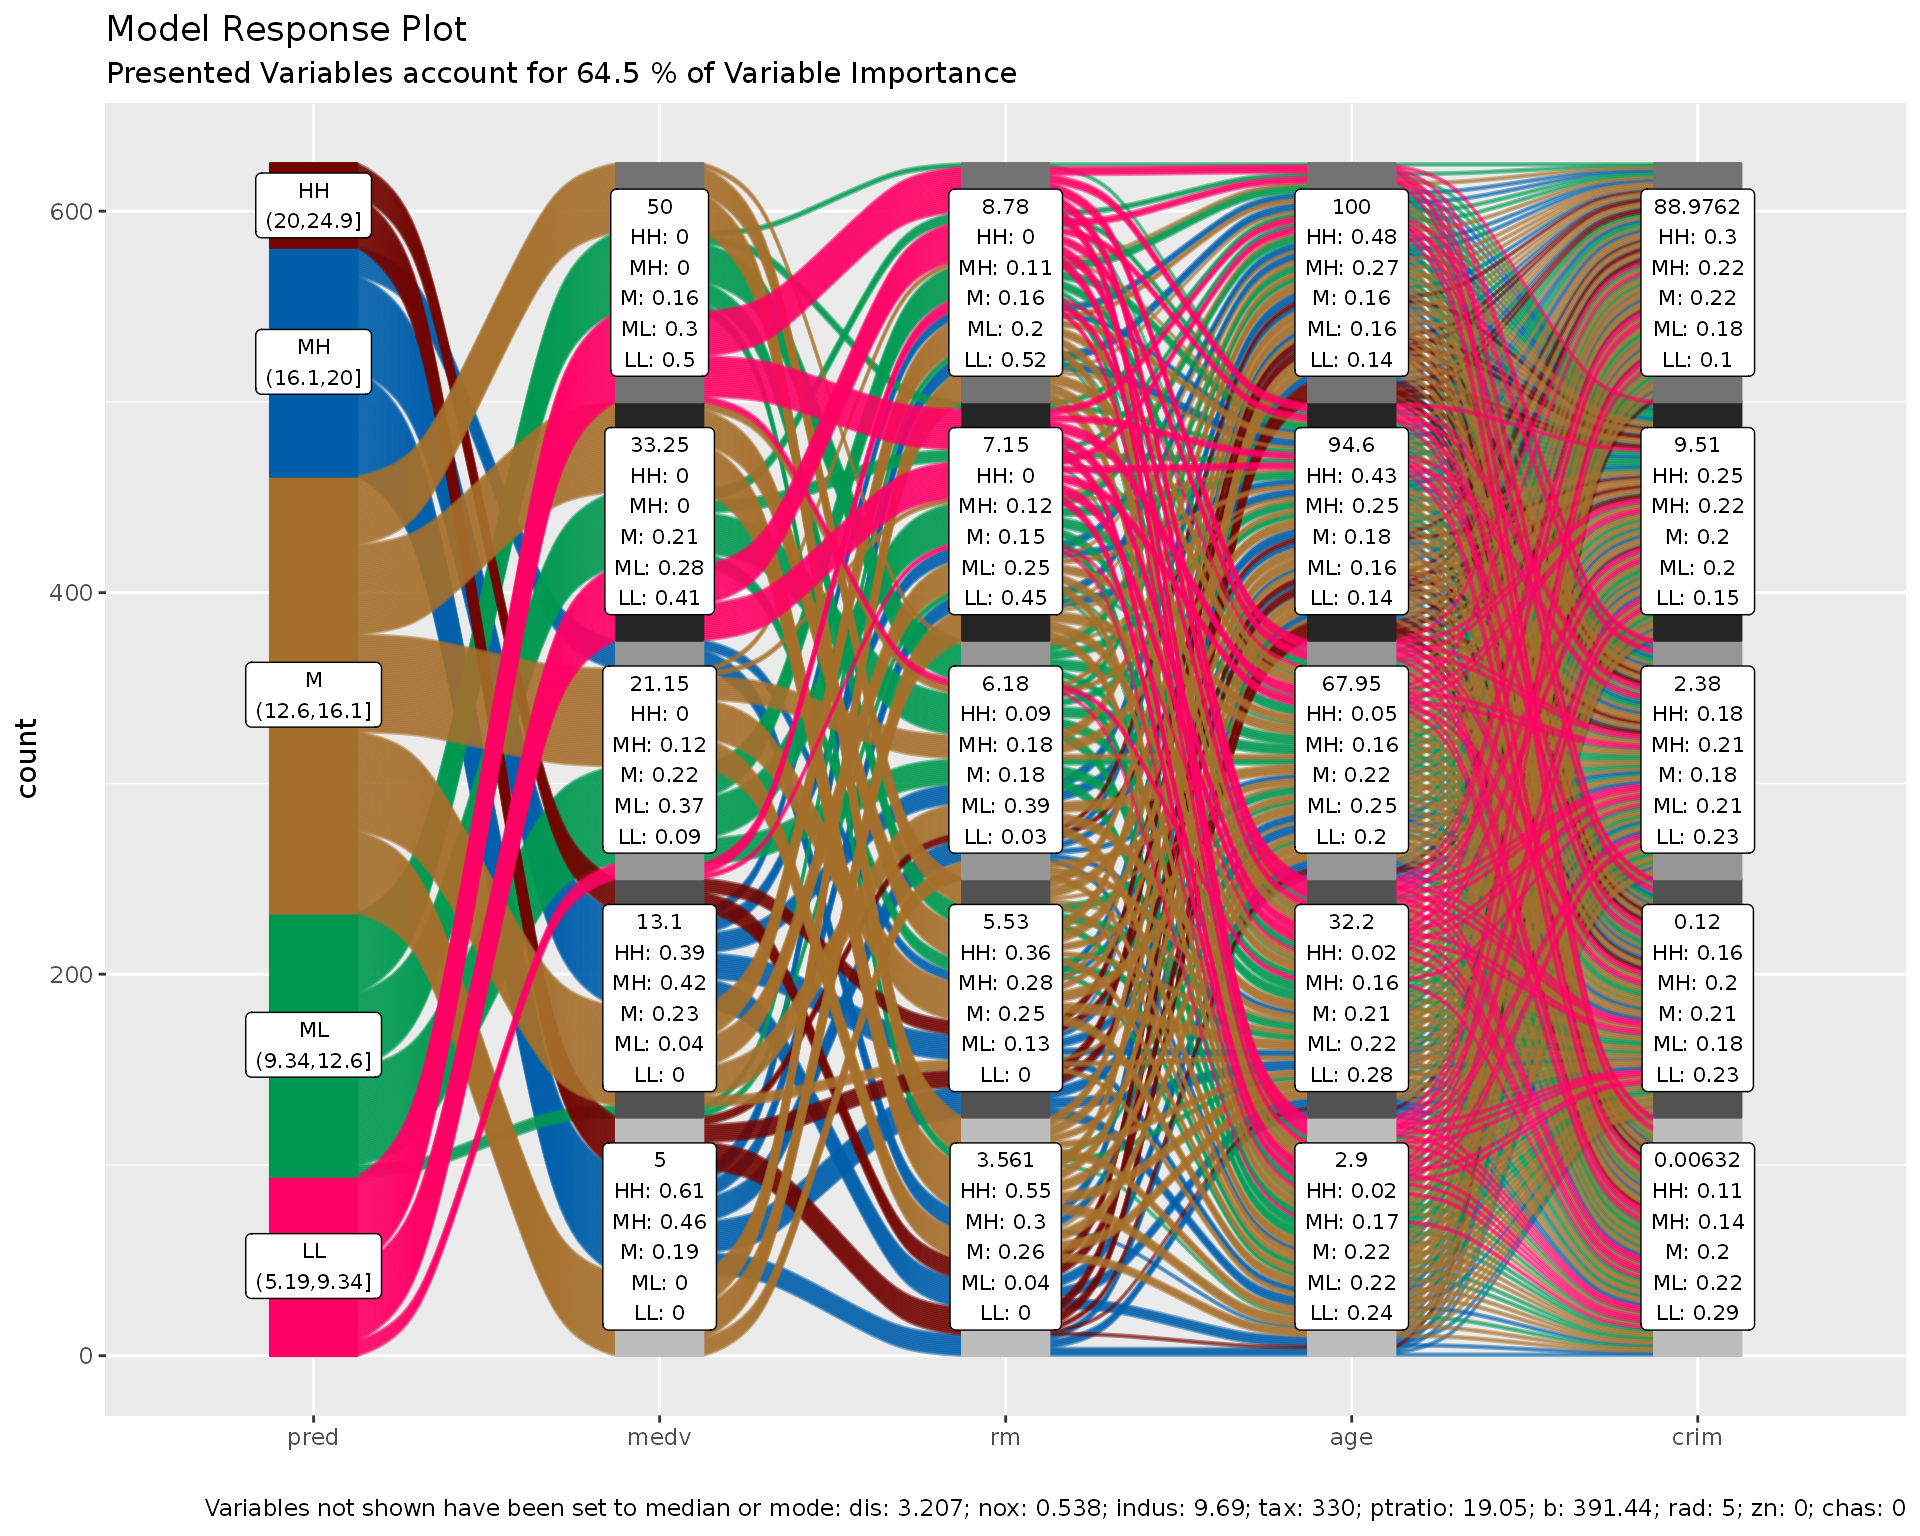 Model Response Plot
Presented Variables account for 64.5 % of Variable Importance
count
600
400
200
0
HH
(20,24.9]
MH
(16.1,20]
M
(12.6,16.1]
ML
(9.34,12.6]
LL
(5.19,9.34]
50
HH: 0
MH: 0
M: 0.16
ML: 0.3
LL: 0.5
33.25
HH: 0
MH: 0
M: 0.21
ML: 0.28
LL: 0.41
21.15
HH: 0
MH: 0.12
M: 0.22
ML: 0.37
LL: 0.09
13.1
HH: 0.39
MH: 0.42
M: 0.23
ML: 0.04
LL: 0
5
HH: 0.61
MH: 0.46
M: 0.19
ML: 0
LL: 0
8.78
HH: 0
MH: 0.11
M: 0.16
ML: 0.2
LL: 0.52
7.15
HH: 0
MH: 0.12
M: 0.15
ML: 0.25
LL: 0.45
6.18
HH: 0.09
MH: 0.18
M: 0.18
ML: 0.39
LL: 0.03
5.53
HH: 0.36
MH: 0.28
M: 0.25
ML: 0.13
LL: 0
3.561
HH: 0.55
MH: 0.3
M: 0.26
ML: 0.04
LL: 0
100
HH: 0.48
MH: 0.27
M: 0.16
ML: 0.16
LL: 0.14
94.6
HH: 0.43
MH: 0.25
M: 0.18
ML: 0.16
LL: 0.14
67.95
HH: 0.05
MH: 0.16
M: 0.22
ML: 0.25
LL: 0.2
32.2
HH: 0.02
MH: 0.16
M: 0.21
ML: 0.22
LL: 0.28
2.9
HH: 0.02
MH: 0.17
M: 0.22
ML: 0.22
LL: 0.24
88.9762
HH: 0.3
MH: 0.22
M: 0.22
ML: 0.18
LL: 0.1
9.51
HH: 0.25
MH: 0.22
M: 0.2
ML: 0.2
LL: 0.15
2.38
HH: 0.18
MH: 0.21
M: 0.18
ML: 0.21
LL: 0.23
0.12
HH: 0.16
MH: 0.2
M: 0.21
ML: 0.18
LL: 0.23
0.00632
HH: 0.11
MH: 0.14
M: 0.2
ML: 0.22
LL: 0.29
pred medv rm age crim
Variables not shown have been set to median or mode: dis: 3.207; nox: 0.538; indus: 9.69; tax: 330; ptratio: 19.05; b: 391.44; rad: 5; zn: 0; chas: 0